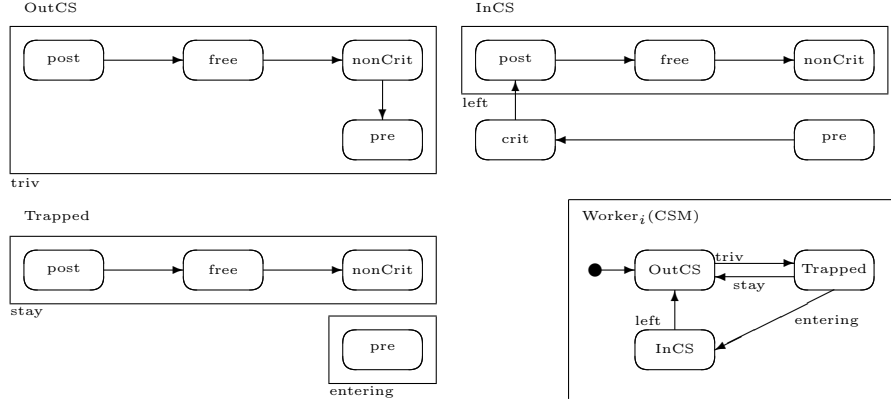 OutCS
post
free
nonCrit
pre
triv
InCS
post
free
nonCrit
left
crit
pre
Trapped
post
free
nonCrit
stay
pre
entering
Worker_i(CSM)
OutCS
triv
Trapped
stay
left
entering
InCS